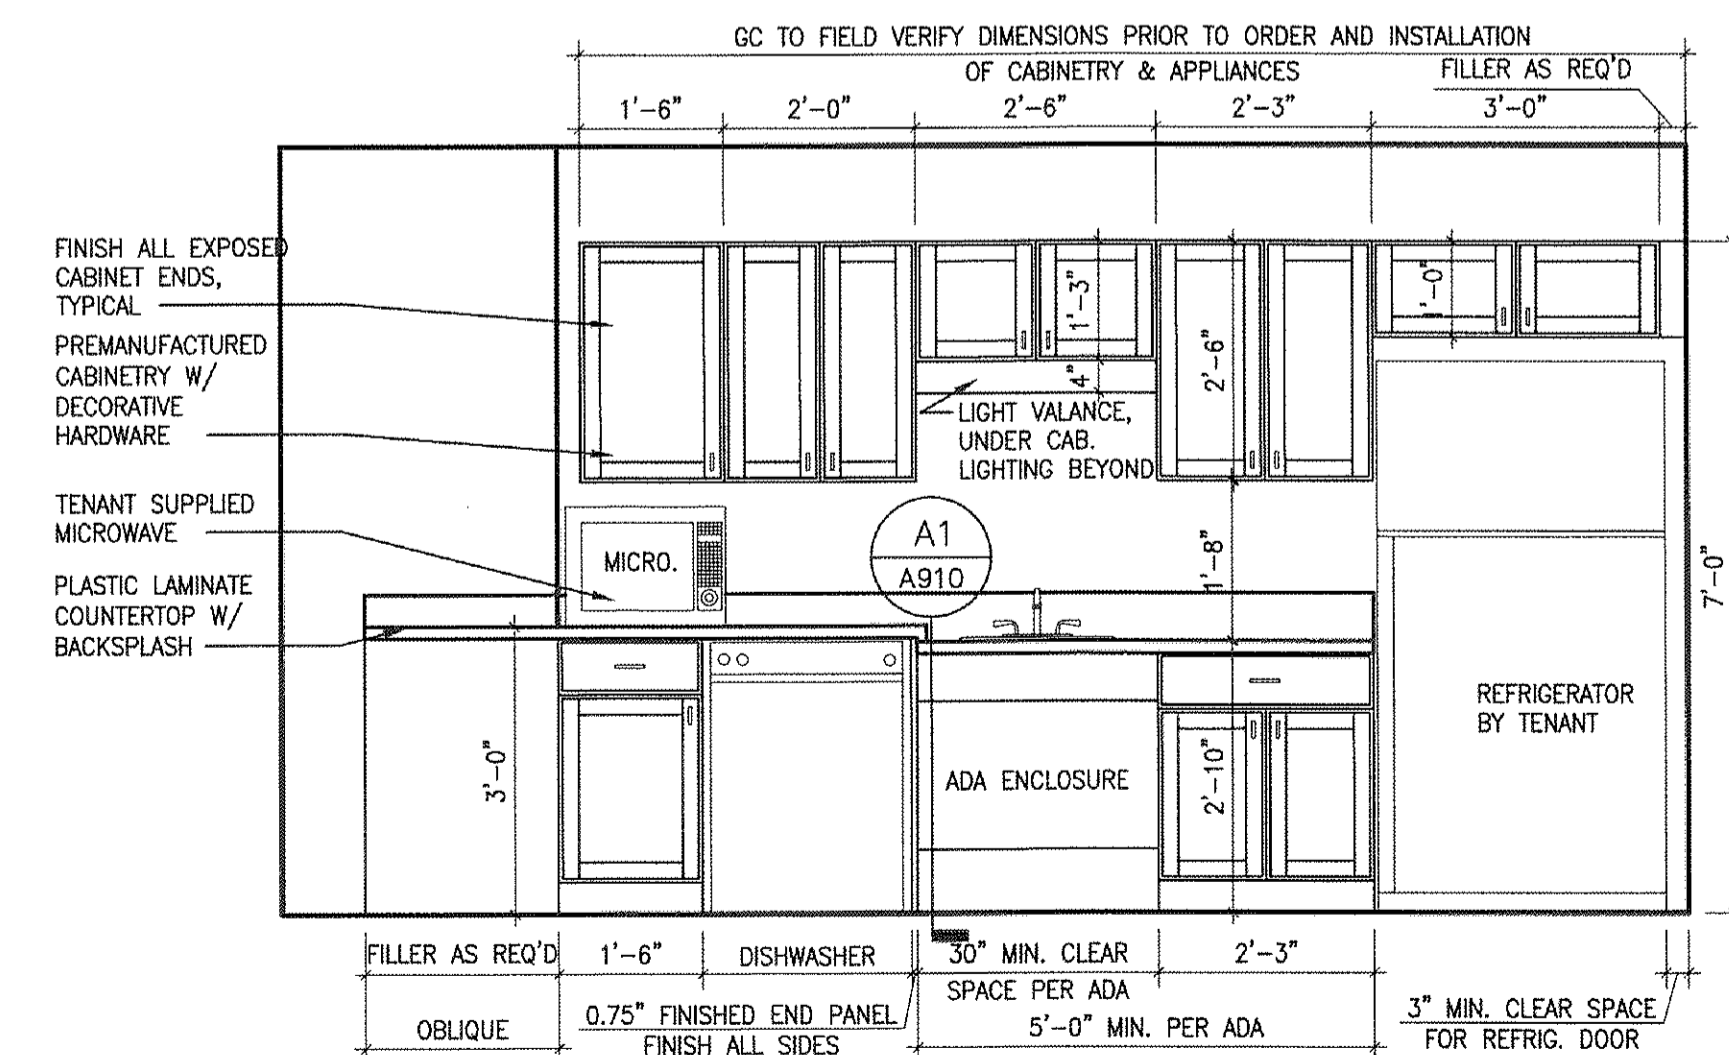 GC TO FIELD VERIFY DIMENSIONS PRIOR TO ORDER AND INSTALLATION
OF CABINETRY & APPLIANCES
FILLER AS REQ'D
1'-6"
2'-0"
2'-6"
2'-3"
3'-0"
FINISH ALL EXPOSED
CABINET ENDS,
TYPICAL
PREMANUFACTURED
CABINETRY W/
DECORATIVE
HARDWARE
TENANT SUPPLIED
MICROWAVE
PLASTIC LAMINATE
COUNTERTOP W/
BACKSPLASH
1'-3"
4"
2'-6"
1'-0"
LIGHT VALANCE,
UNDER CAB.
LIGHTING BEYOND
MICRO.
A1
A910
1'-8"
7'-0"
3'-0"
ADA ENCLOSURE
2'-10"
REFRIGERATOR
BY TENANT
FILLER AS REQ'D
1'-6"
DISHWASHER
30" MIN. CLEAR
SPACE PER ADA
2'-3"
OBLIQUE
0.75" FINISHED END PANEL
FINISH ALL SIDES
5'-0" MIN. PER ADA
3" MIN. CLEAR SPACE
FOR REFRIG. DOOR